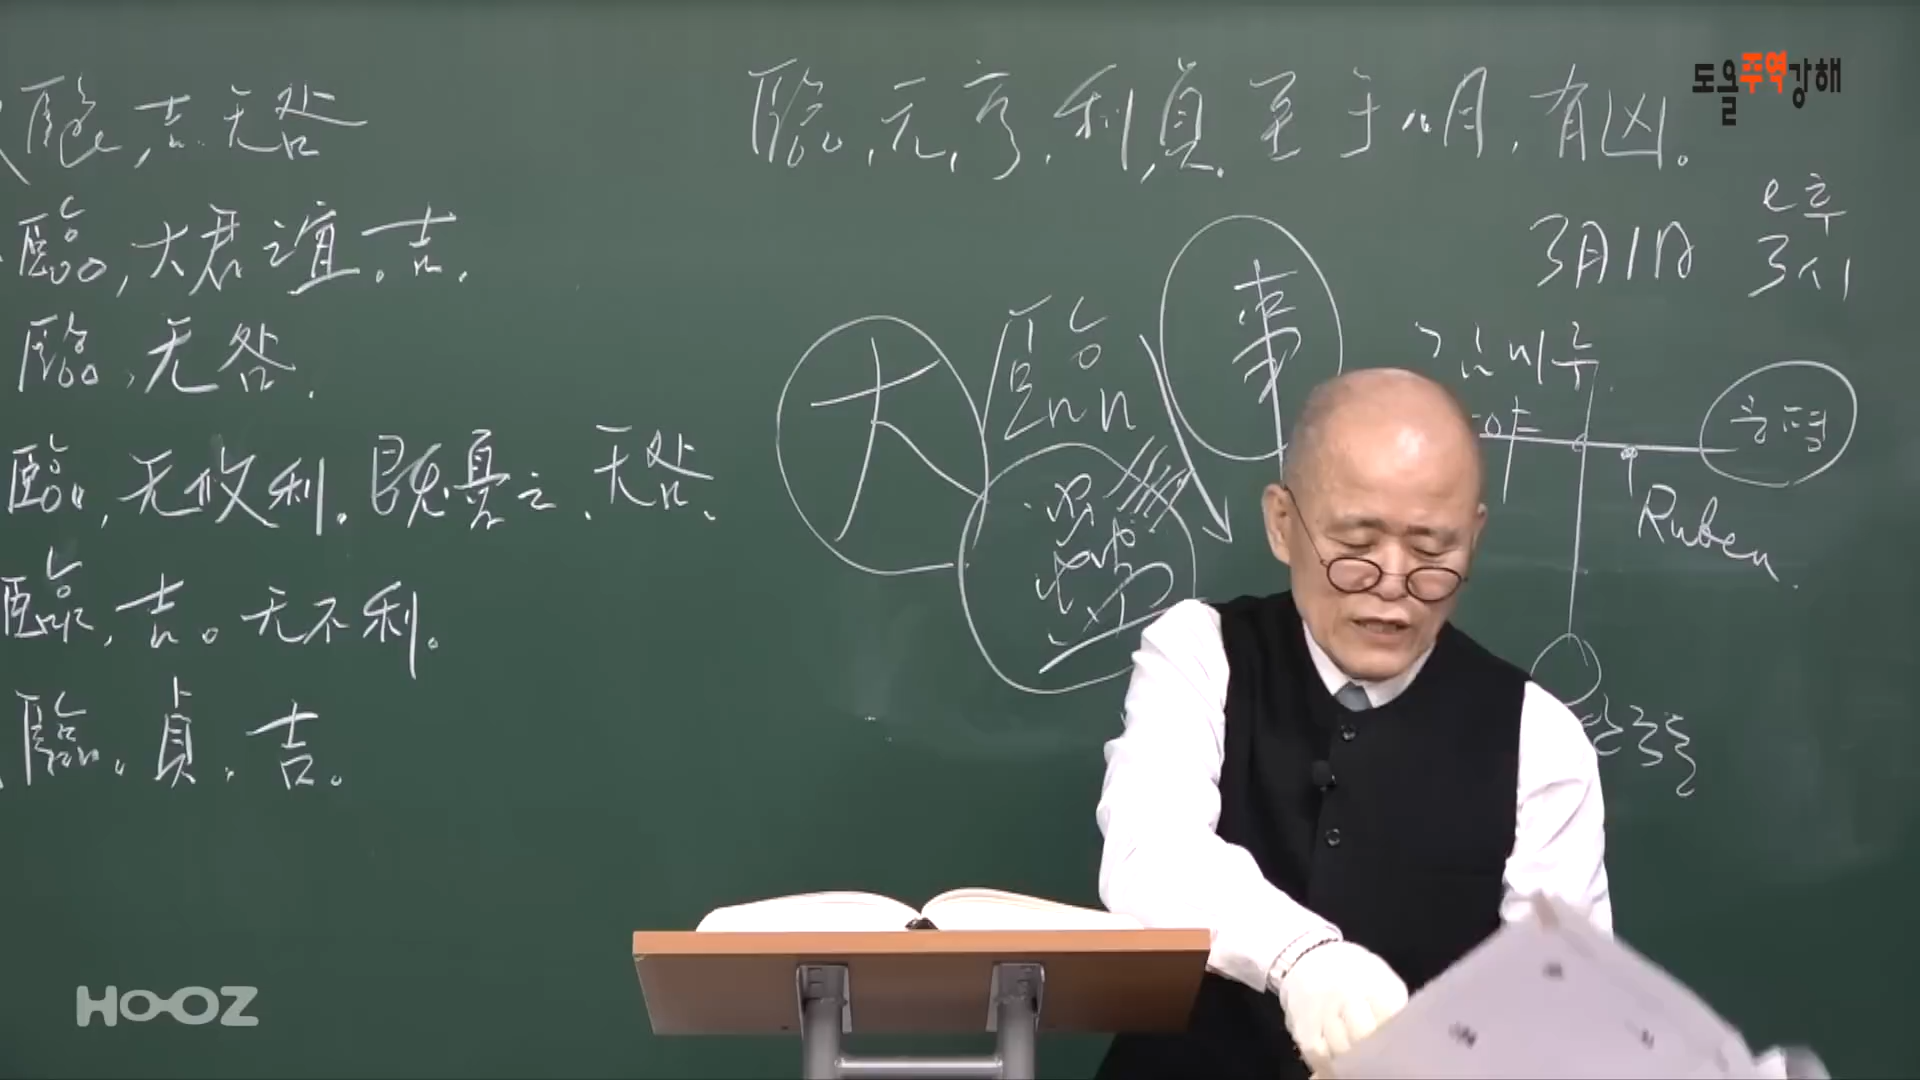 도올주역강해
臨,元,亨,利,貞.至于八月,有凶。
臨,吉.无咎
臨,大君之宜.吉.
臨,无咎.
臨,无攸利.既憂之,无咎.
臨,吉。无不利。
臨.貞.吉。
3月1日 오후
3시
大 臨 事
Ruben.
HOOZ